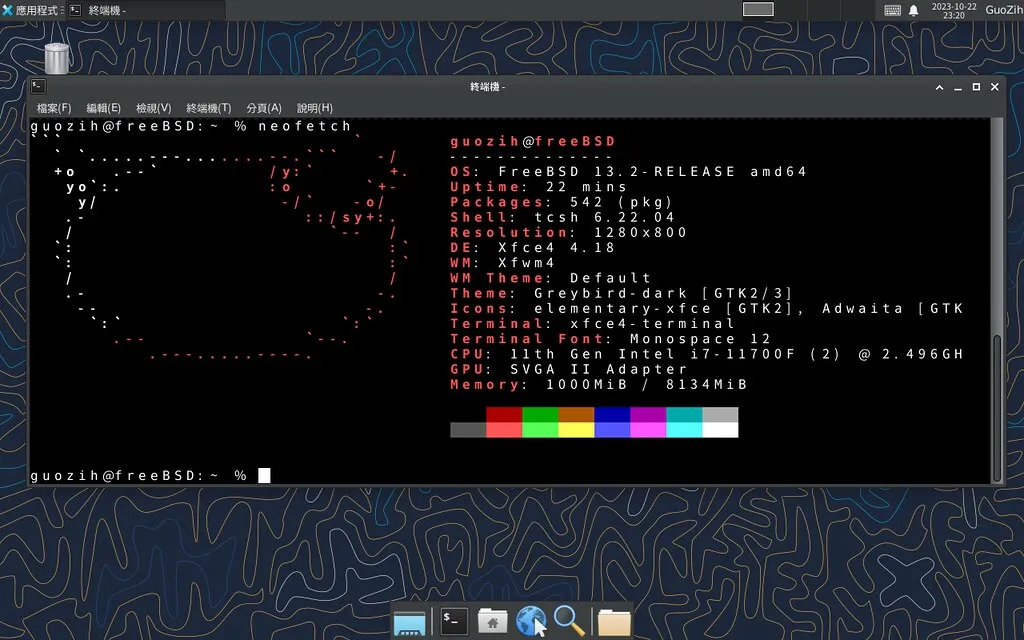 應用程式
終端機 -
2023-10-22
23:20
GuoZih
終端機 -
檔案(F) 編輯(E) 檢視(V) 終端機(T) 分頁(A) 說明(H)
guozih@freeBSD:~ % neofetch
guozih@freeBSD
--------------
OS: FreeBSD 13.2-RELEASE amd64
Uptime: 22 mins
Packages: 542 (pkg)
Shell: tcsh 6.22.04
Resolution: 1280x800
DE: Xfce4 4.18
WM: Xfwm4
WM Theme: Default
Theme: Greybird-dark [GTK2/3]
Icons: elementary-xfce [GTK2], Adwaita [GTK
Terminal: xfce4-terminal
Terminal Font: Monospace 12
CPU: 11th Gen Intel i7-11700F (2) @ 2.496GH
GPU: SVGA II Adapter
Memory: 1000MiB / 8134MiB
guozih@freeBSD:~ %